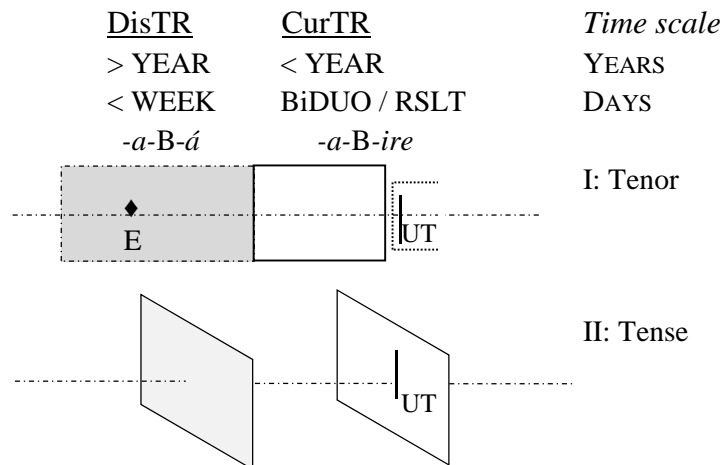 DisTR CurTR Time scale
> YEAR < YEAR YEARS
< WEEK BiDUO / RSLT DAYS
-a-B-á -a-B-ire
I: Tenor
E UT
II: Tense
UT